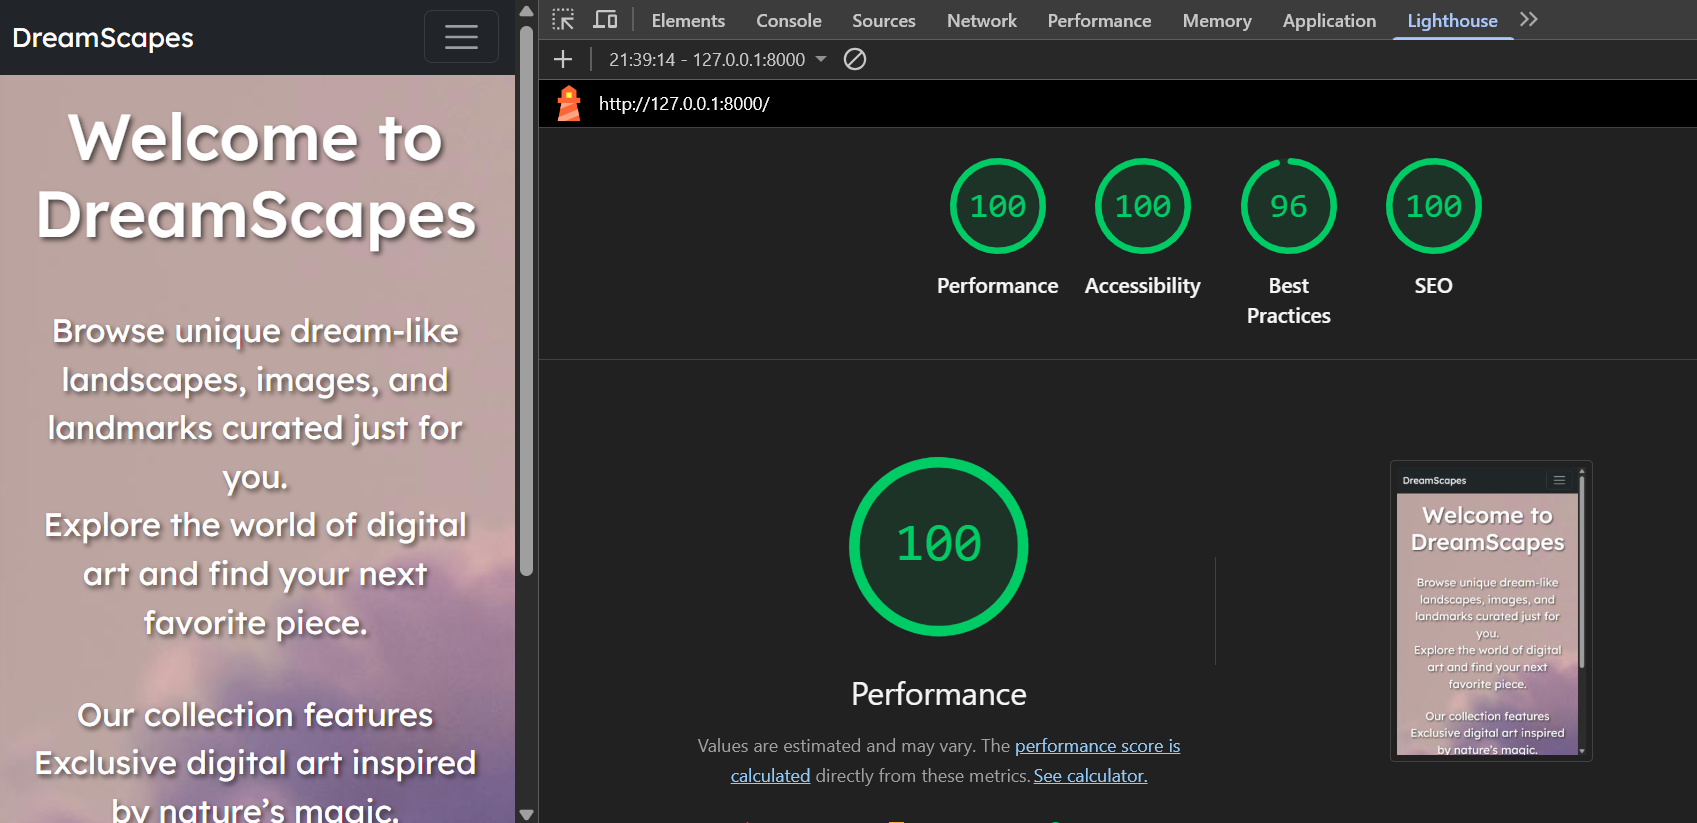 DreamScapes
Welcome to
DreamScapes
Browse unique dream-like
landscapes, images, and
landmarks curated just for
you.
Explore the world of digital
art and find your next
favorite piece.
Our collection features
Exclusive digital art inspired
by nature’s magic.
Elements Console Sources Network Performance Memory Application Lighthouse
21:39:14 - 127.0.0.1:8000
http://127.0.0.1:8000/
100 100 96 100
Performance Accessibility Best SEO
Practices
100
Performance
Values are estimated and may vary. The performance score is
calculated directly from these metrics. See calculator.
DreamScapes
Welcome to
DreamScapes
Browse unique dream-like
landscapes, images, and
landmarks curated just for
you.
Explore the world of digital
art and find your next
favorite piece.
Our collection features
Exclusive digital art inspired
by nature’s magic.